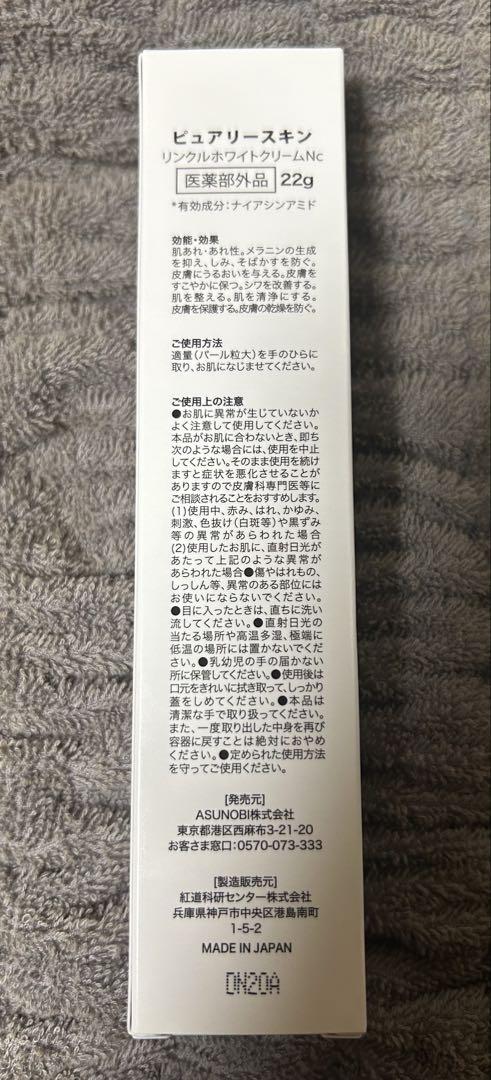 ピュアリースキン
リンクルホワイトクリームNc
医薬部外品 22g
*有効成分：ナイアシンアミド
効能・効果
肌あれ・あれ性。メラニンの生成
を抑え、しみ、そばかすを防ぐ。
皮膚にうるおいを与える。皮膚を
すこやかに保つ。シワを改善する。
肌を整える。肌を清浄にする。
皮膚を保護する。皮膚の乾燥を防ぐ。
ご使用方法
適量（パール粒大）を手のひらに
取り、お肌になじませてください。
ご使用上の注意
●お肌に異常が生じていないか
よく注意して使用してください。
本品がお肌に合わないとき、即ち
次のような場合には、使用を中止
してください。そのまま使用を続け
ますと症状を悪化させることが
ありますので皮膚科専門医等に
ご相談されることをおすすめします。
(1)使用中、赤み、はれ、かゆみ、
刺激、色抜け(白斑等)や黒ずみ
等の異常があらわれた場合
(2)使用したお肌に、直射日光が
あたって上記のような異常が
あらわれた場合●傷やはれもの、
しっしん等、異常のある部位には
お使いにならないでください。
●目に入ったときは、直ちに洗い
流してください。●直射日光の
当たる場所や高温多湿、極端に
低温の場所には置かないでくだ
さい。●乳幼児の手の届かない
所に保管してください。●使用後は
口元をきれいに拭き取って、しっかり
蓋をしめてください。●本品は
清潔な手で取り扱ってください。
また、一度取り出した中身を再び
容器に戻すことは絶対におやめ
ください。●定められた使用方法
を守ってご使用ください。
[発売元]
ASUNOBI株式会社
東京都港区西麻布3-21-20
お客さま窓口：0570-073-333
[製造販売元]
紅道科研センター株式会社
兵庫県神戸市中央区港島南町
1-5-2
MADE IN JAPAN
DN20A